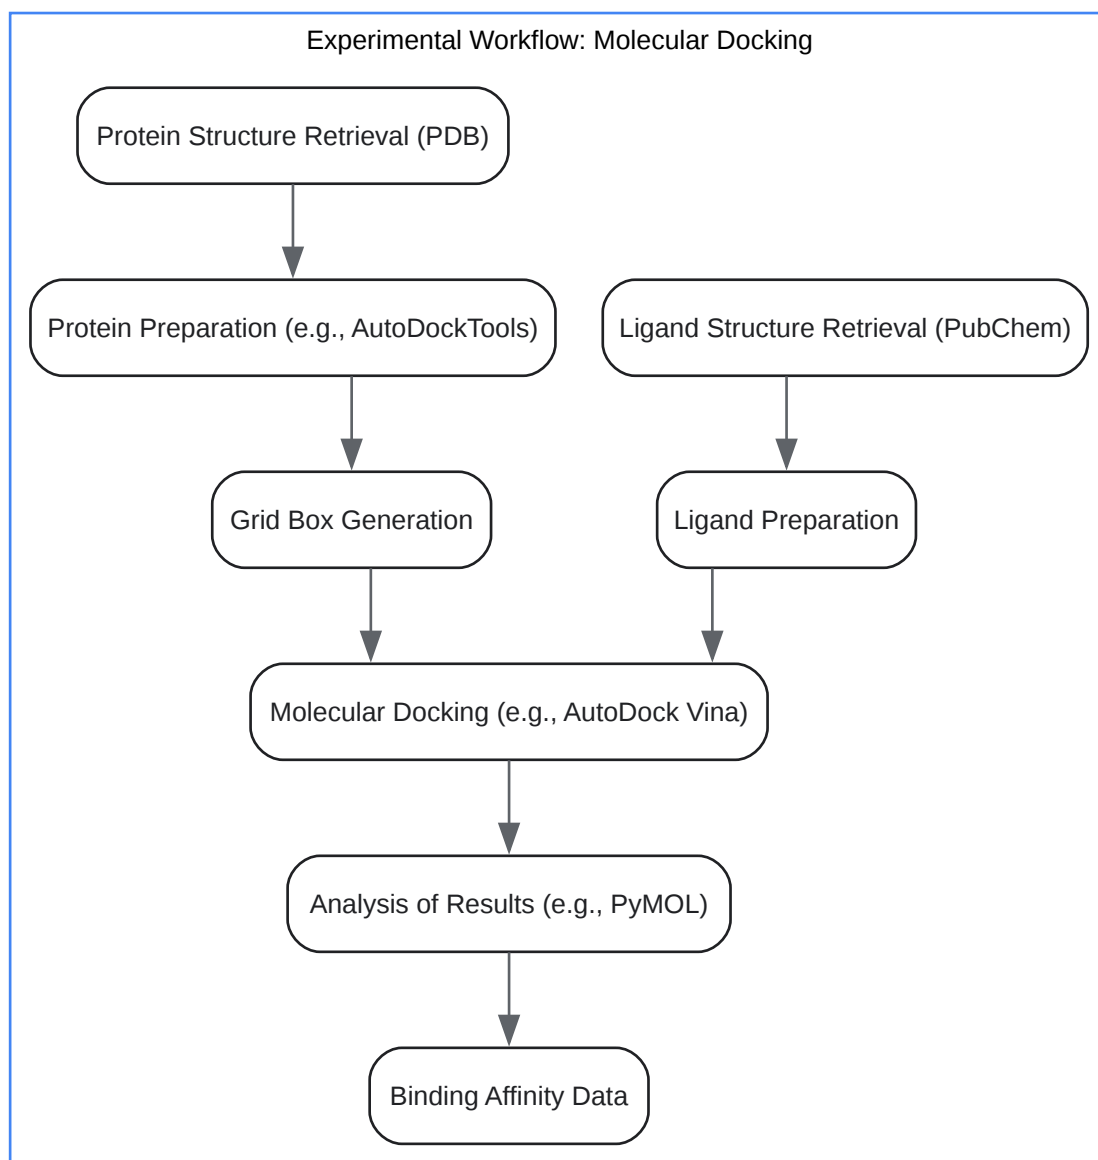 Experimental Workflow: Molecular Docking
Protein Structure Retrieval (PDB)
Protein Preparation (e.g., AutoDockTools)
Ligand Structure Retrieval (PubChem)
Grid Box Generation
Ligand Preparation
Molecular Docking (e.g., AutoDock Vina)
Analysis of Results (e.g., PyMOL)
Binding Affinity Data